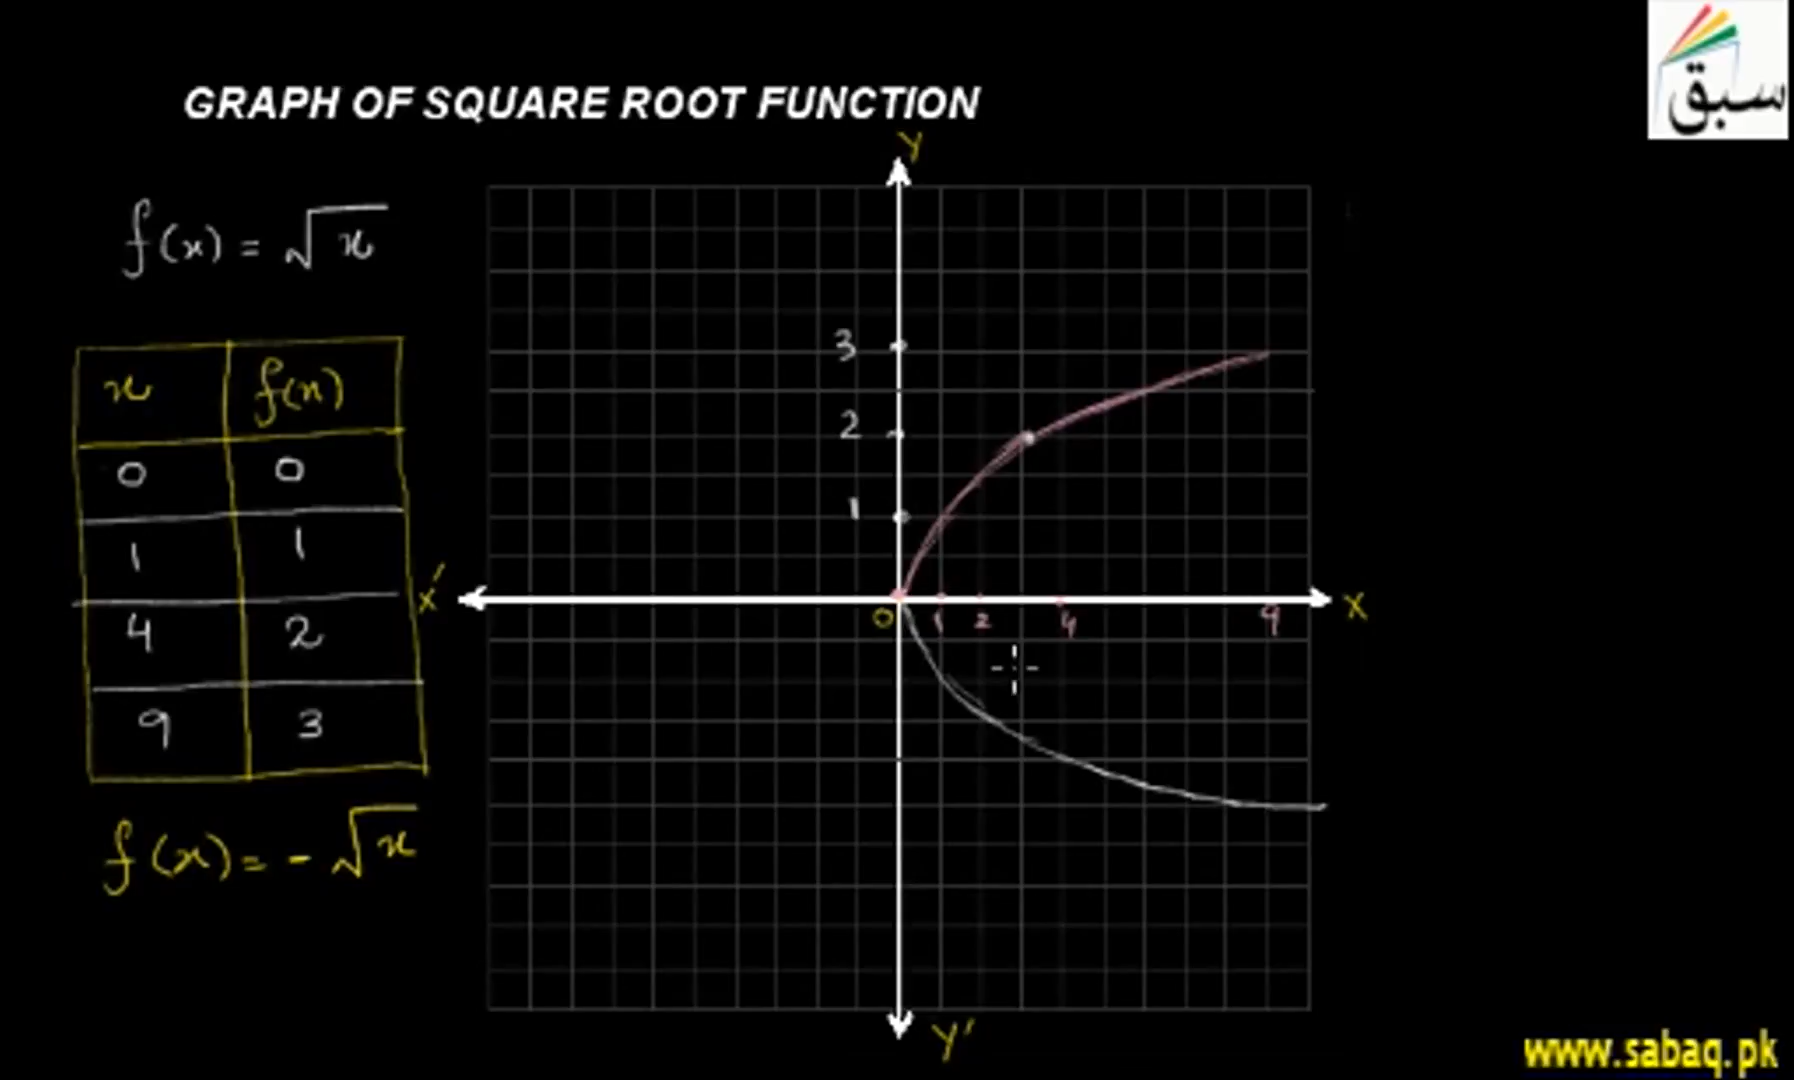 سبق
GRAPH OF SQUARE ROOT FUNCTION
Y
f(x) = √x
3
x f(x)
2
0 0
1
1 1
X' X
0 1 2 4 9
4 2
9 3
f(x) = - √x
Y'
www.sabaq.pk